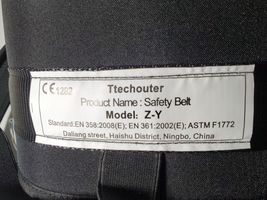 CE 1282
Ttechouter
Product Name : Safety Belt
Model: Z-Y
Standard:EN 358:2008(E); EN 361:2002(E); ASTM F1772
Daliang street, Haishu District, Ningbo, China